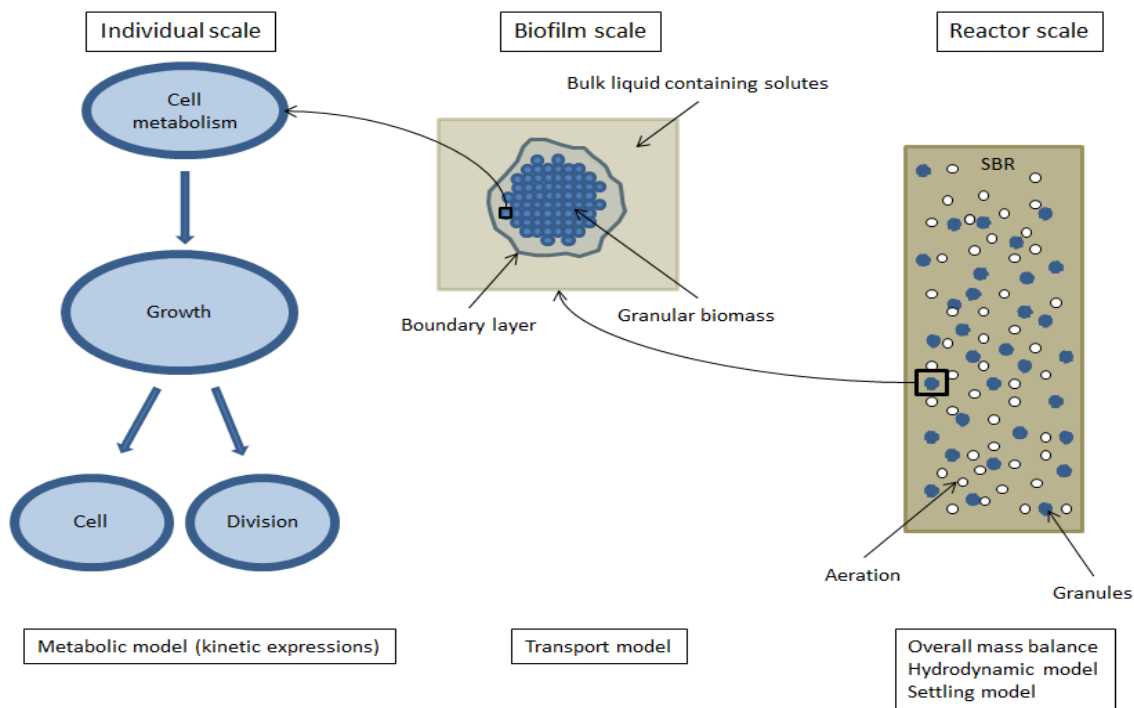 Individual scale
Biofilm scale
Reactor scale
Cell
metabolism
Growth
Cell
Division
Metabolic model (kinetic expressions)
Bulk liquid containing solutes
Boundary layer
Granular biomass
Transport model
SBR
Aeration
Granules
Overall mass balance
Hydrodynamic model
Settling model